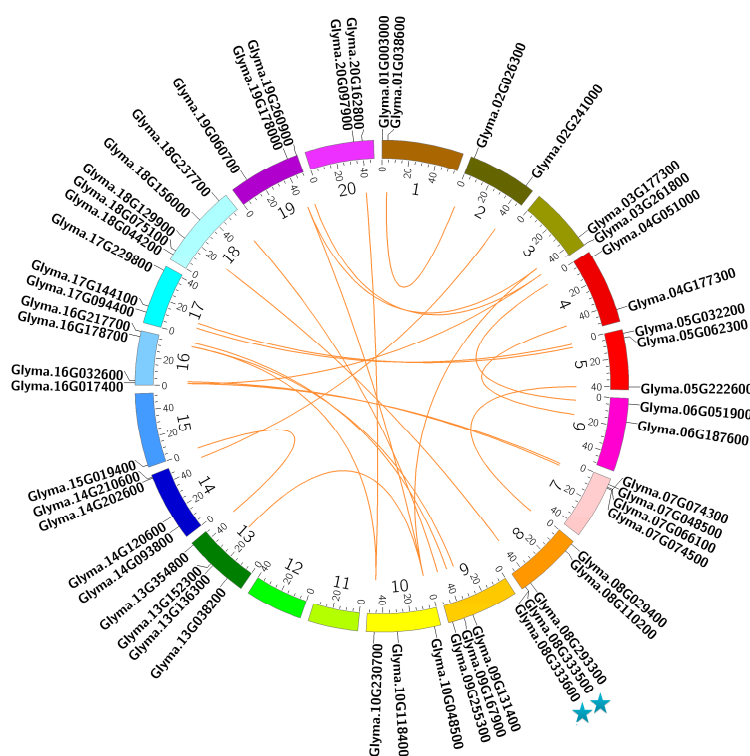 Glyma.01G003000
Glyma.01G038600
Glyma.02G026300
Glyma.02G241000
Glyma.03G177300
Glyma.03G261800
Glyma.04G051000
Glyma.04G177300
Glyma.05G032200
Glyma.05G062300
Glyma.05G222600
Glyma.06G051900
Glyma.06G187600
Glyma.07G074300
Glyma.07G048500
Glyma.07G066100
Glyma.07G074500
Glyma.08G029400
Glyma.08G110200
Glyma.08G293300
Glyma.08G333500
Glyma.08G333600
Glyma.09G131400
Glyma.09G167900
Glyma.09G255300
Glyma.10G048500
Glyma.10G118400
Glyma.10G230700
Glyma.13G038200
Glyma.13G136300
Glyma.13G152300
Glyma.13G354800
Glyma.14G093800
Glyma.14G120600
Glyma.14G202600
Glyma.14G210600
Glyma.15G019400
Glyma.16G017400
Glyma.16G032600
Glyma.16G178700
Glyma.16G217700
Glyma.17G094400
Glyma.17G144100
Glyma.17G229800
Glyma.18G044200
Glyma.18G075100
Glyma.18G129900
Glyma.18G156000
Glyma.18G237700
Glyma.19G060700
Glyma.19G178000
Glyma.19G260900
Glyma.20G097900
Glyma.20G162800
1
2
3
4
5
6
7
8
9
10
11
12
13
14
15
16
17
18
19
20